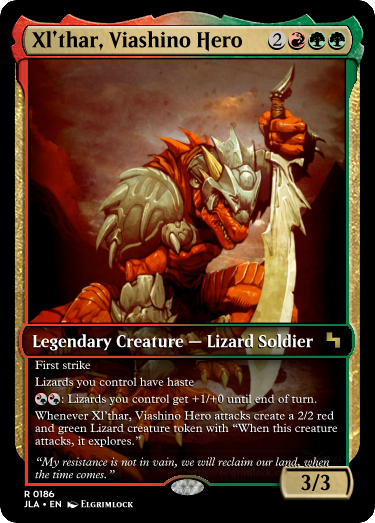 Xl'thar, Viashino Hero 2
Legendary Creature — Lizard Soldier
First strike
Lizards you control have haste
: Lizards you control get +1/+0 until end of turn.
Whenever Xl'thar, Viashino Hero attacks create a 2/2 red
and green Lizard creature token with “When this creature
attacks, it explores.”
“My resistance is not in vain, we will reclaim our land, when
the time comes.”
3/3
R 0186
JLA • EN Elgrimlock